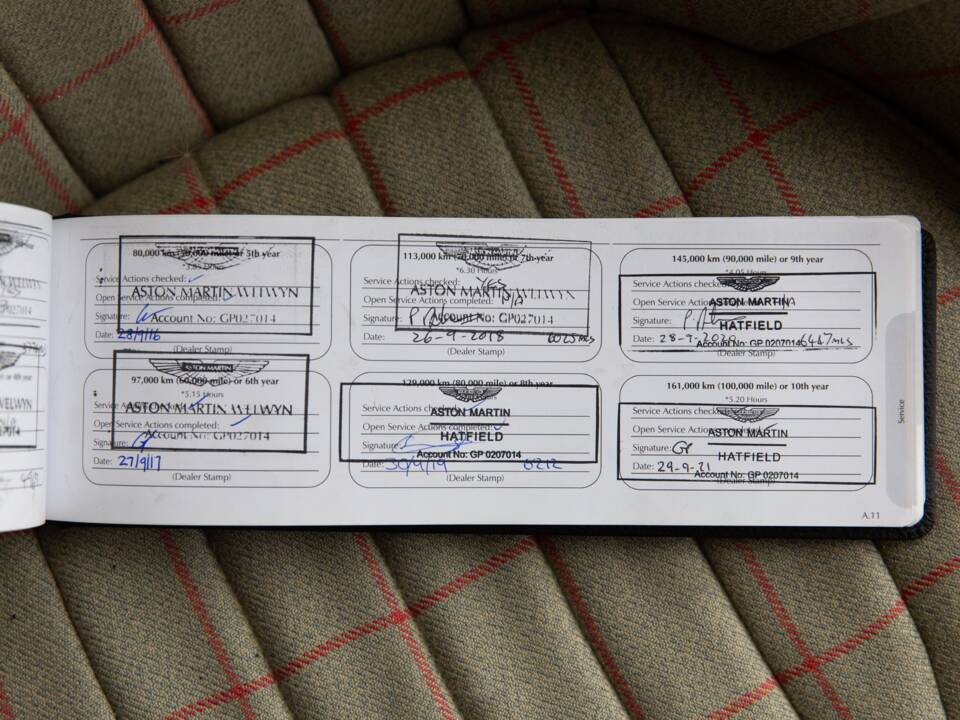 80,000 km (50,000 mile) or 5th year
Service Actions checked:
ASTON MARTIN WELWYN
Open Service Actions completed:
Signature:
Account No: GP027014
Date: 28/9/16
(Dealer Stamp)
97,000 km (60,000 mile) or 6th year
ASTON MARTIN
*5.15 Hours
Service Actions checked:
ASTON MARTIN WELWYN
Open Service Actions completed:
Account No: GP027014
Signature:
Date: 27/9/17
(Dealer Stamp)
113,000 km (70,000 mile) or 7th year
*6.30 Hours
Service Actions checked: YES
ASTON MARTIN WELWYN
Open Service Actions completed: N/A
Signature:
Account No: GP027014
Date: 26-9-2018
(Dealer Stamp)
129,000 km (80,000 mile) or 8th year
Service Actions checked:
ASTON MARTIN
Open Service Actions completed:
HATFIELD
Signature:
Account No: GP 0207014
Date: 30/9/19 6212
(Dealer Stamp)
145,000 km (90,000 mile) or 9th year
*4.05 Hours
Service Actions checked:
Open Service Actions completed: N/A
ASTON MARTIN
Signature:
HATFIELD
Date: 28-9-2020 6447 MLS
Account No: GP 0207014
(Dealer Stamp)
161,000 km (100,000 mile) or 10th year
*5.20 Hours
Service Actions checked:
Open Service Actions completed:
ASTON MARTIN
Signature: GP
HATFIELD
Date: 29-9-21
Account No: GP 0207014
(Dealer Stamp)
Service
A.11